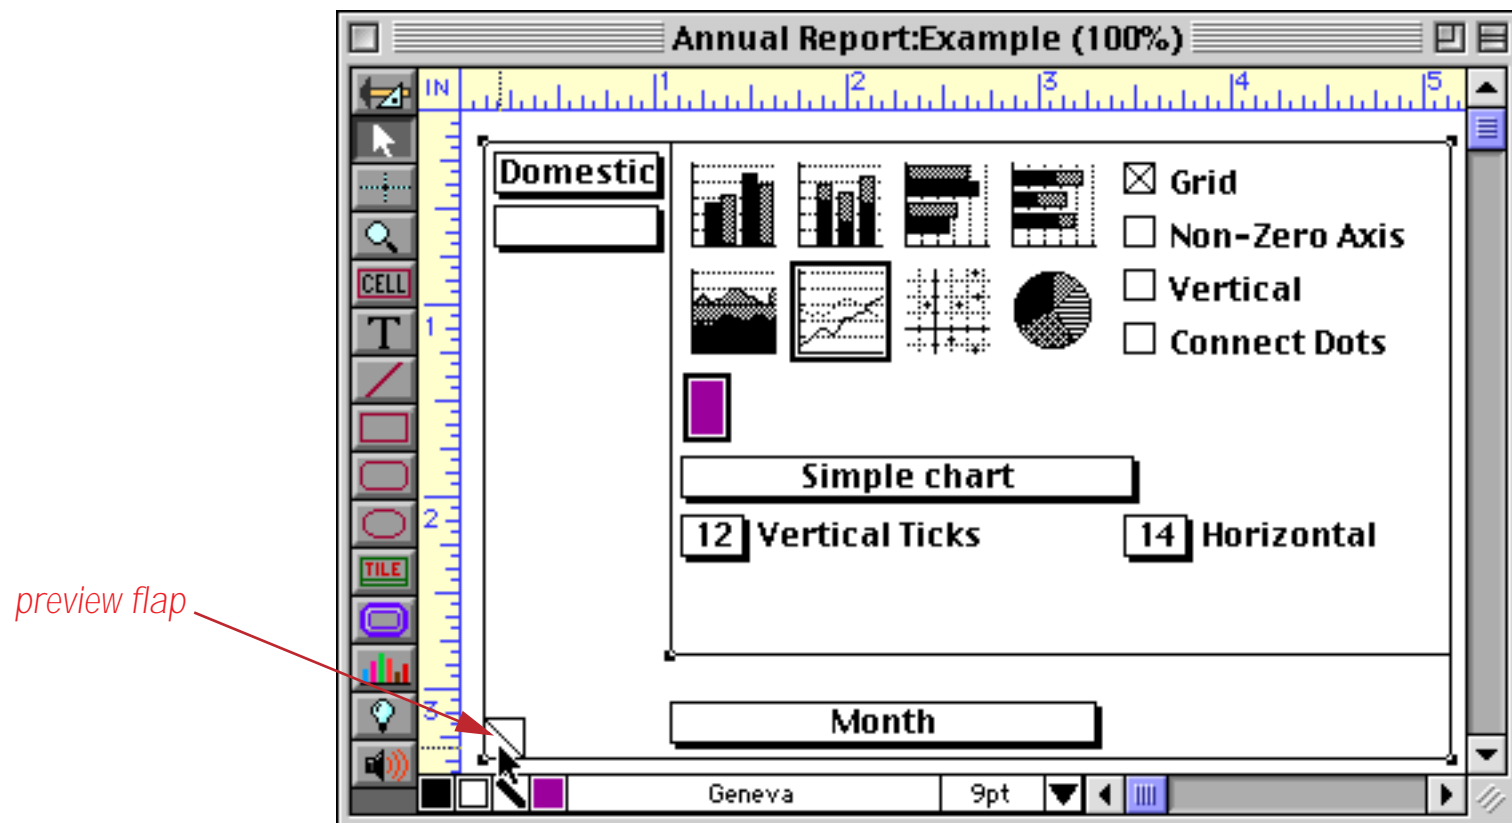 Annual Report:Example (100%)
IN 1 2 3 4 5
Domestic
Grid
Non-Zero Axis
CELL
Vertical
T
1
Connect Dots
Simple chart
2
12 Vertical Ticks
14 Horizontal
TILE
preview flap
3
Month
Geneva
9pt